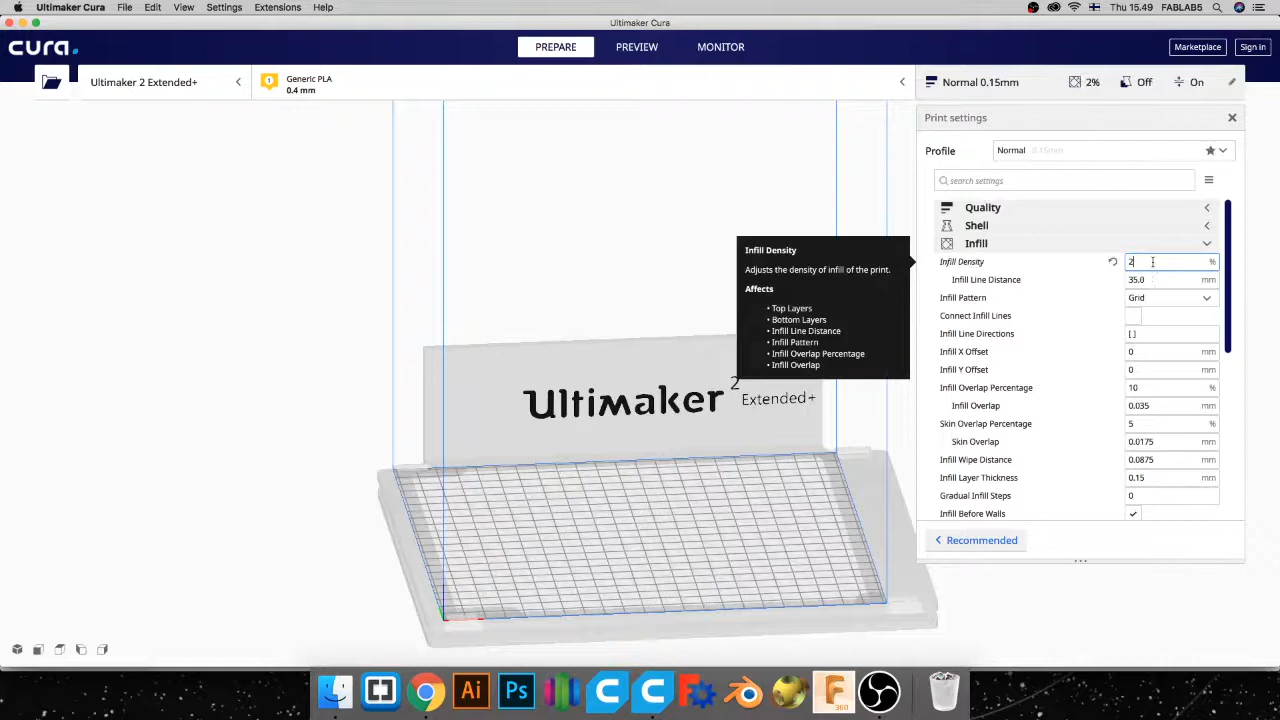 Ultimaker Cura File Edit View Settings Extensions Help Thu 15.49 FABLAB5
Ultimaker Cura
cura. PREPARE PREVIEW MONITOR Marketplace Sign in
Ultimaker 2 Extended+
1 Generic PLA
0.4 mm
Normal 0.15mm 2% Off On
Print settings
Profile Normal 0.15mm
search settings
Quality
Shell
Infill
Infill Density 2 %
Infill Line Distance 35.0 mm
Infill Pattern Grid
Connect Infill Lines
Infill Line Directions [ ]
Infill X Offset 0 mm
Infill Y Offset 0 mm
Infill Overlap Percentage 10 %
Infill Overlap 0.035 mm
Skin Overlap Percentage 5 %
Skin Overlap 0.0175 mm
Infill Wipe Distance 0.0875 mm
Infill Layer Thickness 0.15 mm
Gradual Infill Steps 0
Infill Before Walls
Recommended
Infill Density
Adjusts the density of infill of the print.
Affects
• Top Layers
• Bottom Layers
• Infill Line Distance
• Infill Pattern
• Infill Overlap Percentage
• Infill Overlap
Ultimaker 2 Extended+
Ai Ps C C F 360